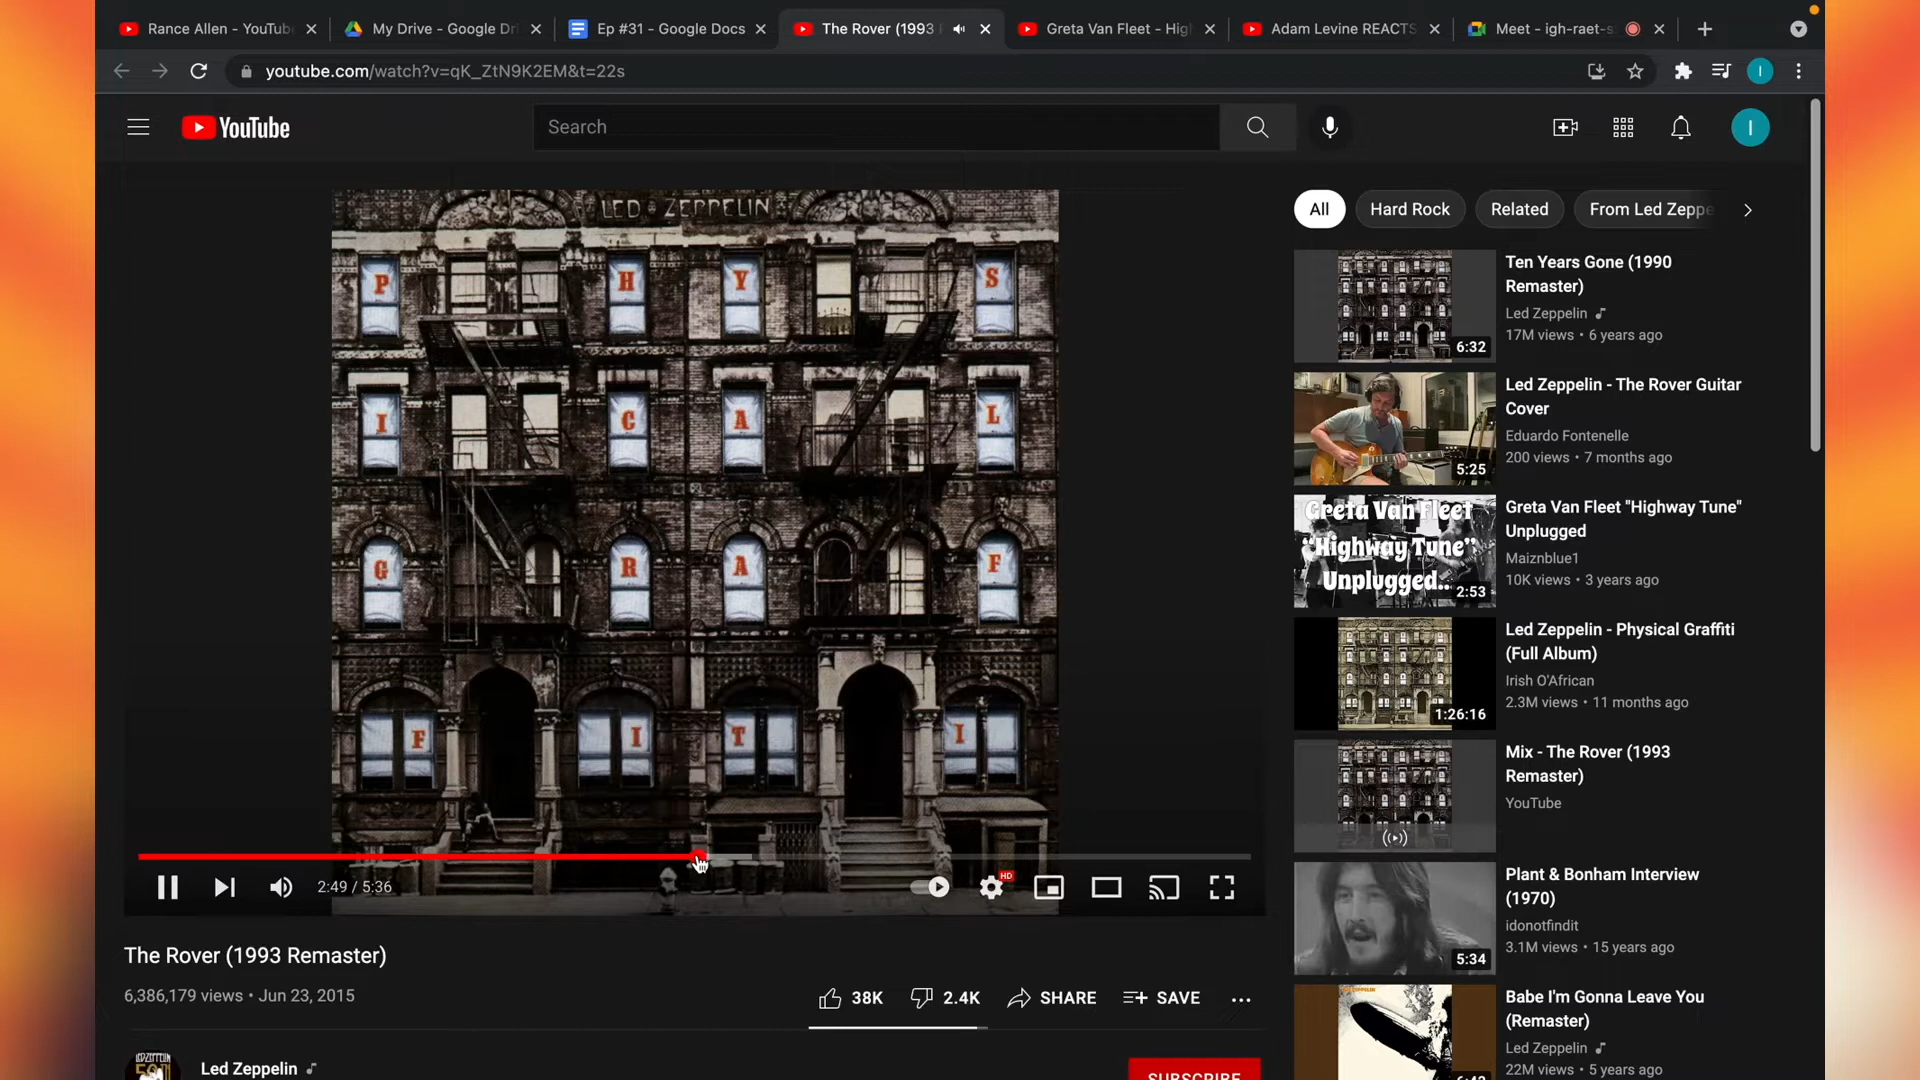 Rance Allen - YouTub
My Drive - Google Dri
Ep #31 - Google Docs
The Rover (1993 R
Greta Van Fleet - High
Adam Levine REACTS
Meet - igh-raet-s
youtube.com/watch?v=qK_ZtN9K2EM&t=22s
I
YouTube
Search
I
LED ZEPPELIN
P H Y S
I C A L
G R A F
F I T I
2:49 / 5:36
HD
The Rover (1993 Remaster)
6,386,179 views • Jun 23, 2015
38K
2.4K
SHARE
SAVE
Led Zeppelin
SUBSCRIBE
All
Hard Rock
Related
From Led Zeppe
Ten Years Gone (1990
Remaster)
Led Zeppelin
17M views • 6 years ago
6:32
Led Zeppelin - The Rover Guitar
Cover
Eduardo Fontenelle
200 views • 7 months ago
5:25
Greta Van Fleet
"Highway Tune"
Unplugged..
2:53
Greta Van Fleet "Highway Tune"
Unplugged
Maiznblue1
10K views • 3 years ago
Led Zeppelin - Physical Graffiti
(Full Album)
Irish O'African
2.3M views • 11 months ago
1:26:16
Mix - The Rover (1993
Remaster)
YouTube
Plant & Bonham Interview
(1970)
idonotfindit
3.1M views • 15 years ago
5:34
Babe I'm Gonna Leave You
(Remaster)
Led Zeppelin
22M views • 5 years ago